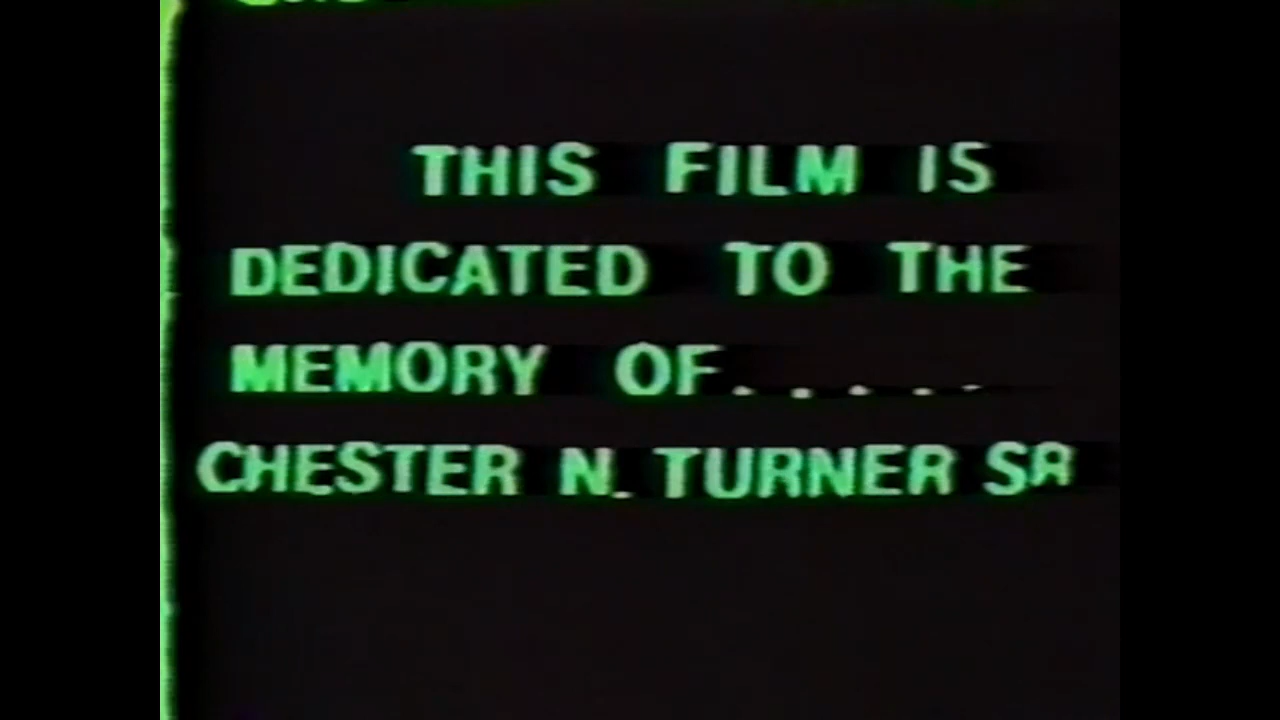 THIS FILM IS
DEDICATED TO THE
MEMORY OF.....
CHESTER N. TURNER SR